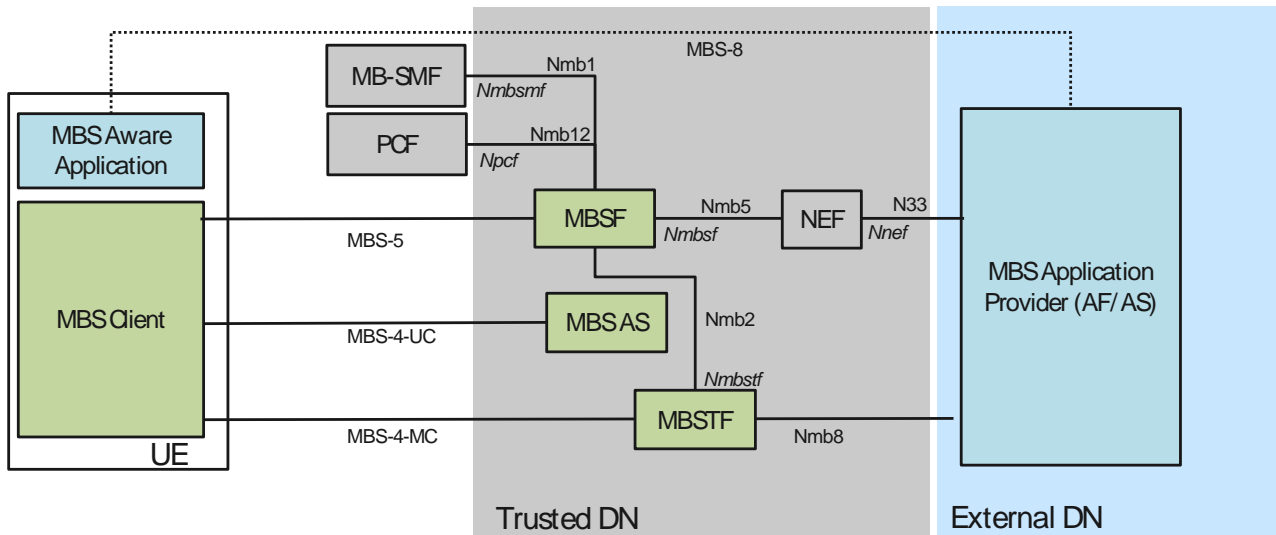 MBS-8
MB-SMF
Nmb1
Nmbsmf
MBS Aware
Application
PCF
Nmb12
Npcf
MBSF
Nmb5
Nmbsf
NEF
N33
Nnef
MBS-5
MBS Application
Provider (AF/AS)
MBS Client
MBS AS
Nmb2
MBS-4-UC
Nmbstf
MBSTF
MBS-4-MC
Nmb8
UE
Trusted DN
External DN